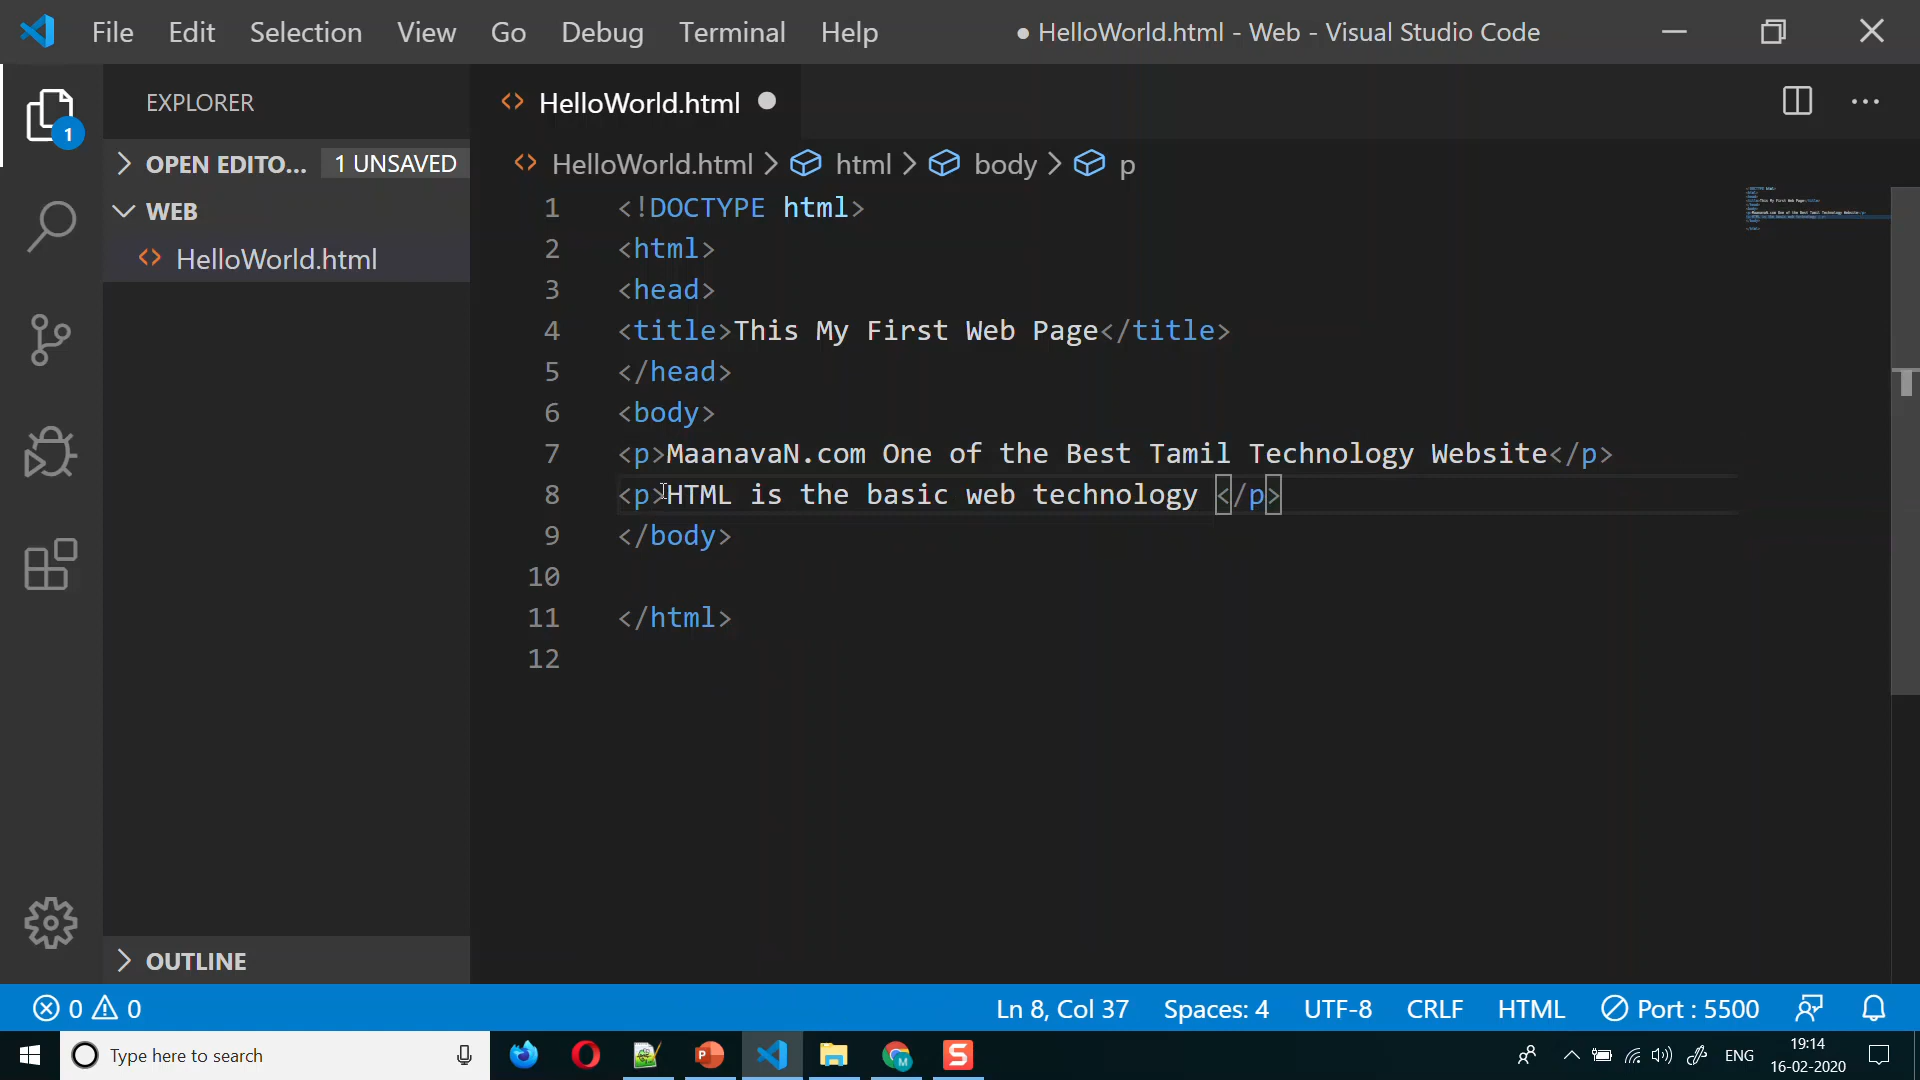 File Edit Selection View Go Debug Terminal Help ● HelloWorld.html - Web - Visual Studio Code
EXPLORER
HelloWorld.html
1
OPEN EDITO... 1 UNSAVED
HelloWorld.html > html > body > p
WEB
HelloWorld.html
1 <!DOCTYPE html>
2 <html>
3 <head>
4 <title>This My First Web Page</title>
5 </head>
6 <body>
7 <p>MaanavaN.com One of the Best Tamil Technology Website</p>
8 <p>HTML is the basic web technology </p>
9 </body>
10
11 </html>
12
OUTLINE
0 0 Ln 8, Col 37 Spaces: 4 UTF-8 CRLF HTML Port : 5500
Type here to search
ENG
19:14
16-02-2020